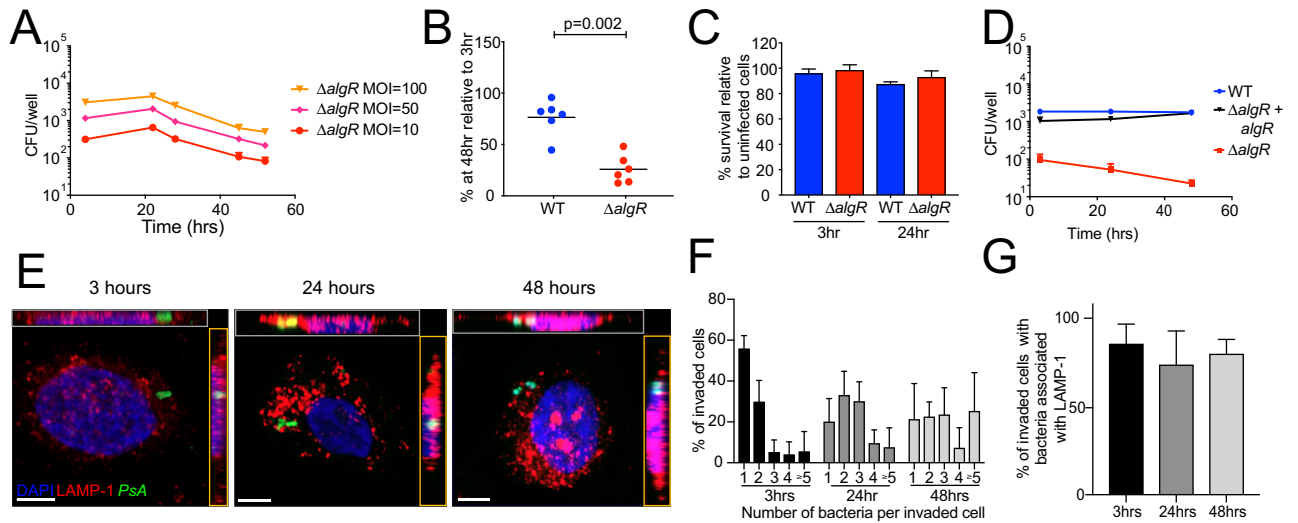 A
CFU/well
10^5
10^4
10^3
10^2
10^1
0 20 40 60
Time (hrs)
ΔalgR MOI=100
ΔalgR MOI=50
ΔalgR MOI=10
B
p=0.002
% at 48hr relative to 3hr
150
100
50
0
WT ΔalgR
C
% survival relative
to uninfected cells
120
100
80
60
40
20
0
WT ΔalgR WT ΔalgR
3hr 24hr
D
CFU/well
10^5
10^4
10^3
10^2
10^1
0 20 40 60
Time (hrs)
WT
ΔalgR +
algR
ΔalgR
E
3 hours 24 hours 48 hours
DAPI LAMP-1 PsA
F
% of invaded cells
80
60
40
20
0
1 2 3 4 ≥5 1 2 3 4 ≥5 1 2 3 4 ≥5
3hrs 24hr 48hrs
Number of bacteria per invaded cell
G
% of invaded cells with
bacteria associated
with LAMP-1
100
50
0
3hrs 24hrs 48hrs